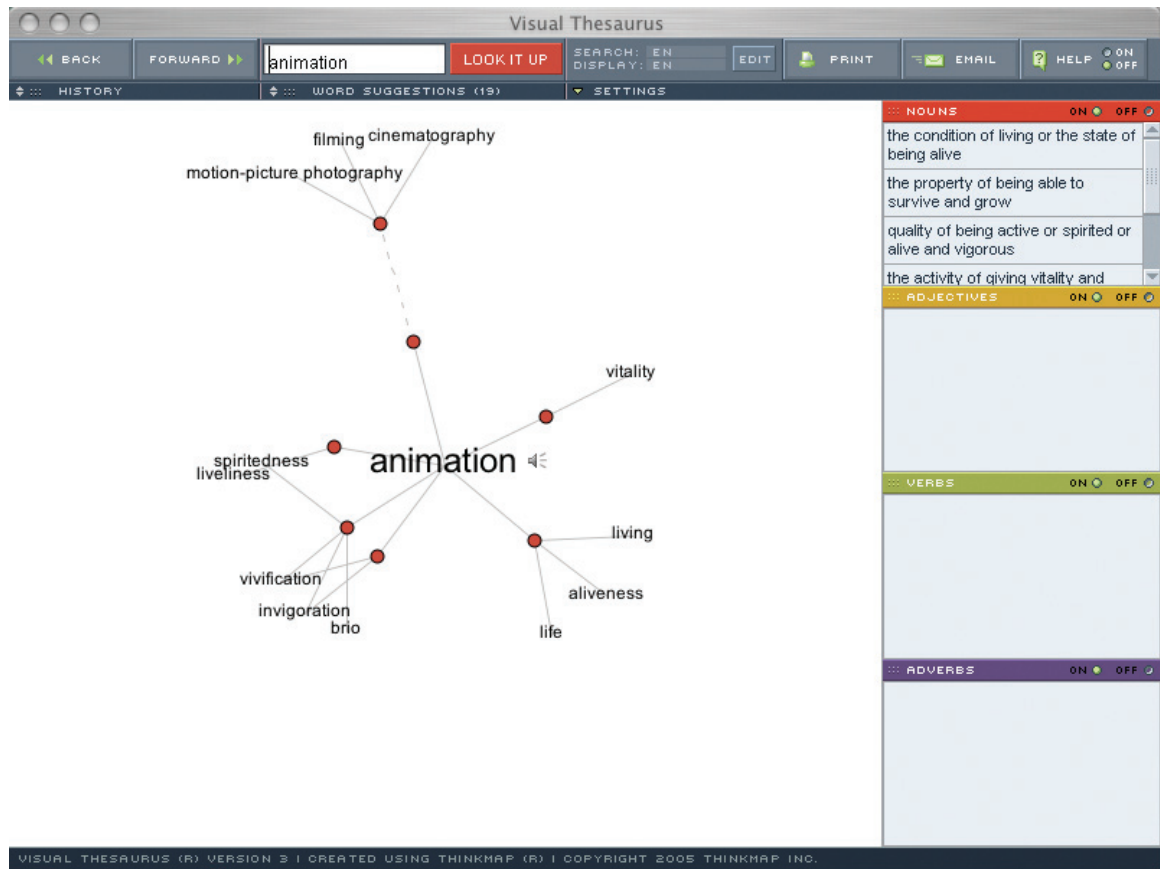 Visual Thesaurus
BACK
FORWARD
animation
LOOK IT UP
SEARCH: EN
DISPLAY: EN
EDIT
PRINT
EMAIL
HELP
ON
OFF
HISTORY
WORD SUGGESTIONS (19)
SETTINGS
filming
cinematography
motion-picture photography
vitality
spiritedness
liveliness
animation
living
vivification
aliveness
invigoration
brio
life
NOUNS ON OFF
the condition of living or the state of
being alive
the property of being able to
survive and grow
quality of being active or spirited or
alive and vigorous
the activity of giving vitality and
ADJECTIVES ON OFF
VERBS ON OFF
ADVERBS ON OFF
VISUAL THESAURUS (R) VERSION 3 | CREATED USING THINKMAP (R) | COPYRIGHT 2005 THINKMAP INC.